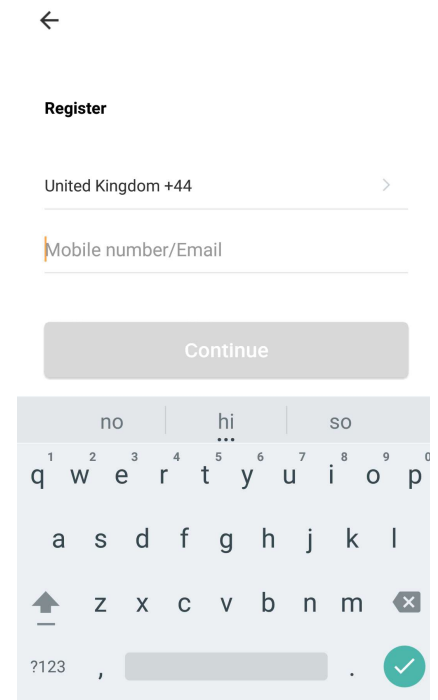 Register
United Kingdom +44
Mobile number/Email
Continue
no hi so
1 2 3 4 5 6 7 8 9 0
q w e r t y u i o p
a s d f g h j k l
z x c v b n m
?123 , .